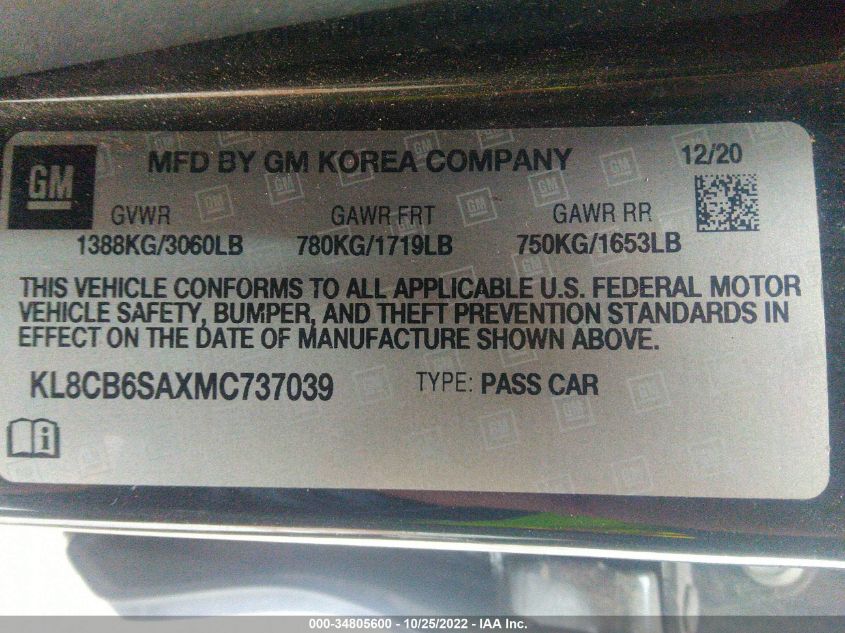 GM
MFD BY GM KOREA COMPANY
12/20
GVWR GAWR FRT GAWR RR
1388KG/3060LB 780KG/1719LB 750KG/1653LB
THIS VEHICLE CONFORMS TO ALL APPLICABLE U.S. FEDERAL MOTOR
VEHICLE SAFETY, BUMPER, AND THEFT PREVENTION STANDARDS IN
EFFECT ON THE DATE OF MANUFACTURE SHOWN ABOVE.
KL8CB6SAXMC737039 TYPE: PASS CAR
000-34805600 - 10/25/2022 - IAA Inc.